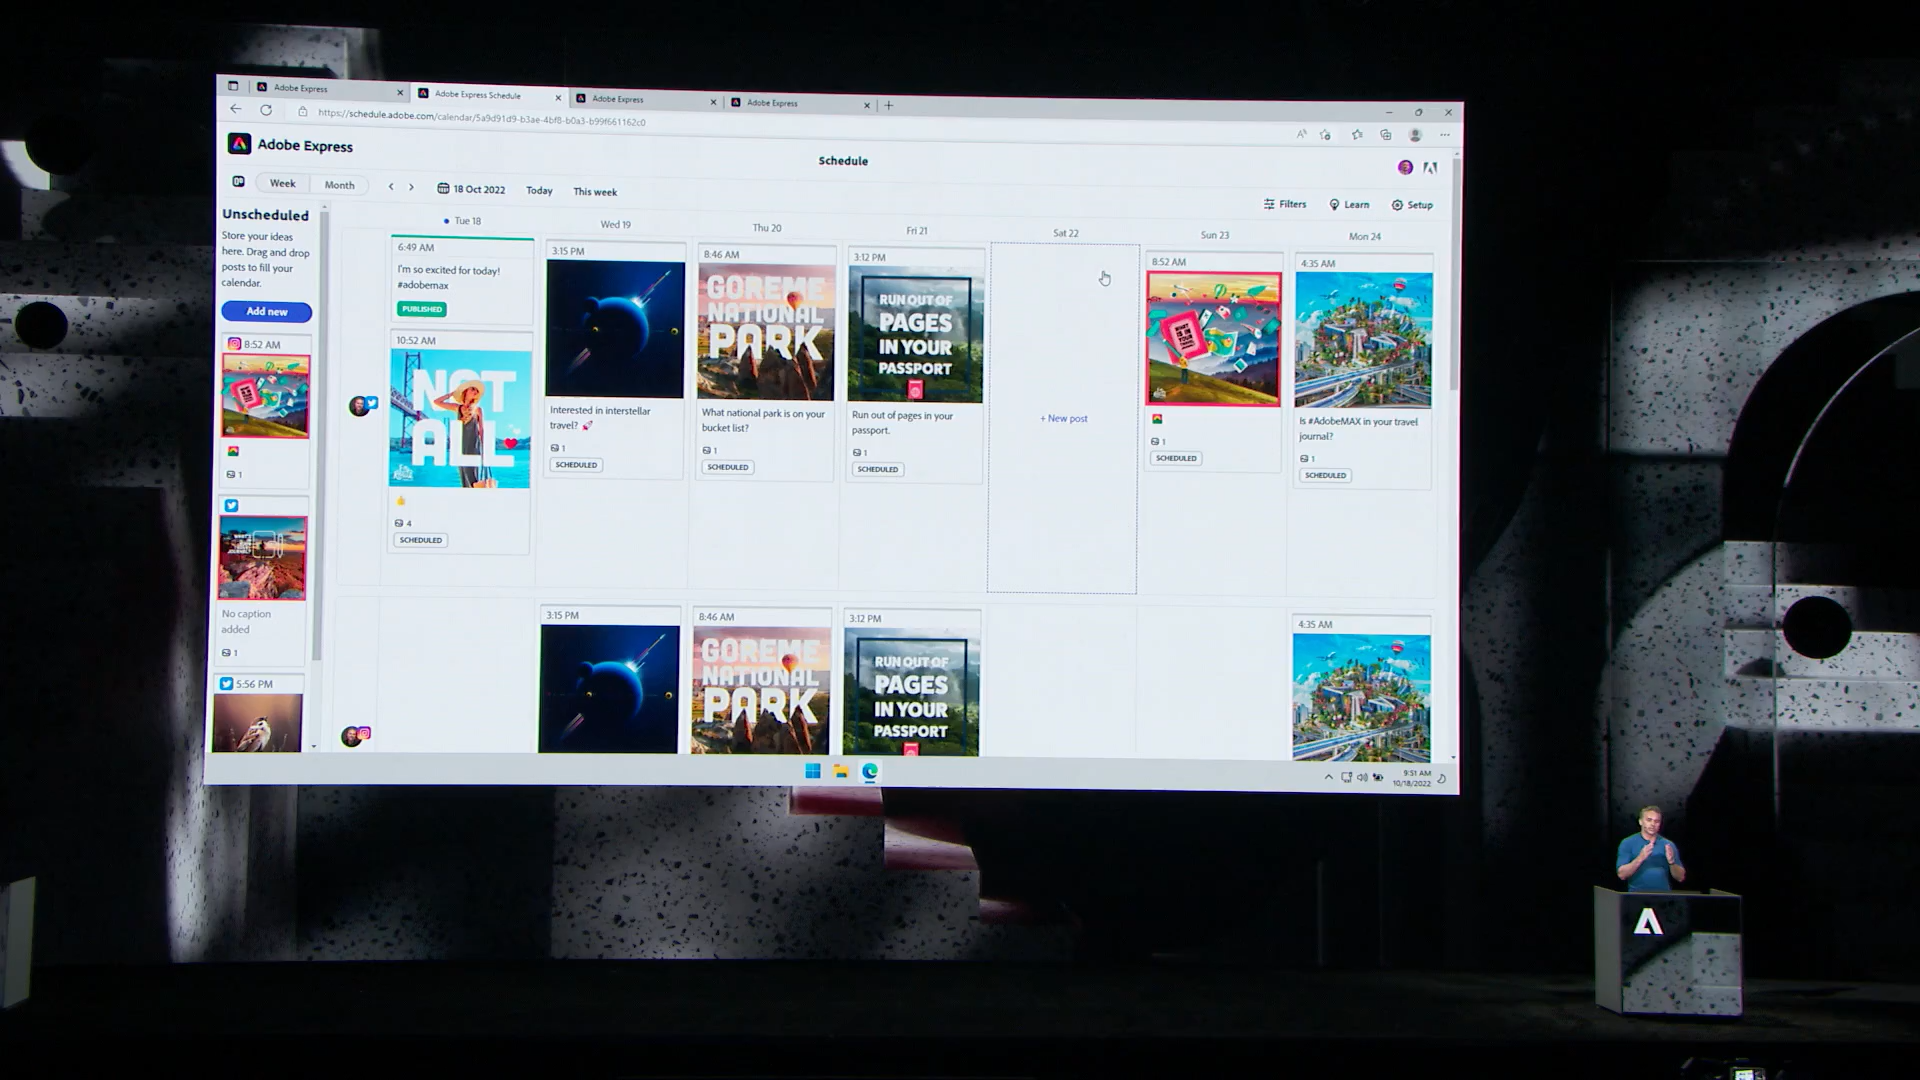 Adobe Express
Adobe Express Schedule
Adobe Express
Adobe Express
https://schedule.adobe.com/calendar/5a9d91d9-b3ae-4bf8-b0a3-b99f661162c0
Adobe Express
Schedule
Week
Month
18 Oct 2022
Today
This week
Filters
Learn
Setup
Unscheduled
Store your ideas
here. Drag and drop
posts to fill your
calendar.
Add new
8:52 AM
1
No caption
added
1
5:56 PM
Tue 18
Wed 19
Thu 20
Fri 21
Sat 22
Sun 23
Mon 24
6:49 AM
I'm so excited for today!
#adobemax
PUBLISHED
10:52 AM
NOT
ALL
4
SCHEDULED
3:15 PM
Interested in interstellar
travel? 🚀
1
SCHEDULED
8:46 AM
GOREME
NATIONAL
PARK
What national park is on your
bucket list?
1
SCHEDULED
3:12 PM
RUN OUT OF
PAGES
IN YOUR
PASSPORT
Run out of pages in your
passport.
1
SCHEDULED
+ New post
8:52 AM
WHAT
IS IN
YOUR
1
SCHEDULED
4:35 AM
Is #AdobeMAX in your travel
journal?
1
SCHEDULED
3:15 PM
8:46 AM
GOREME
NATIONAL
PARK
3:12 PM
RUN OUT OF
PAGES
IN YOUR
PASSPORT
4:35 AM
9:51 AM
10/18/2022